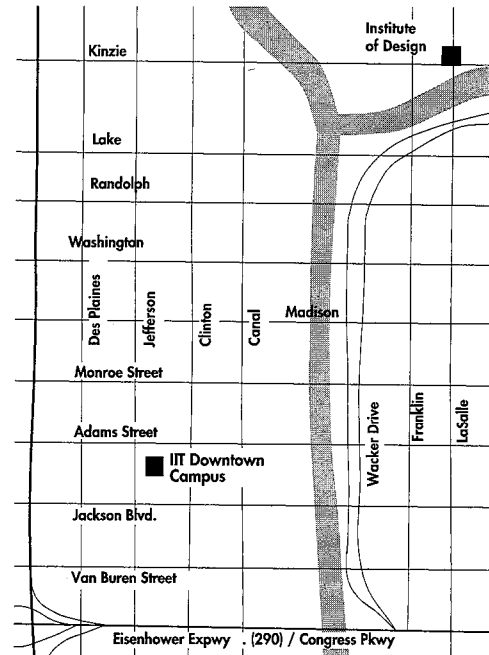 Institute
of Design
Kinzie
Lake
Randolph
Washington
Des Plaines
Jefferson
Clinton
Canal
Madison
Monroe Street
Wacker Drive
Franklin
LaSalle
Adams Street
IIT Downtown
Campus
Jackson Blvd.
Van Buren Street
Eisenhower Expwy . (290) / Congress Pkwy